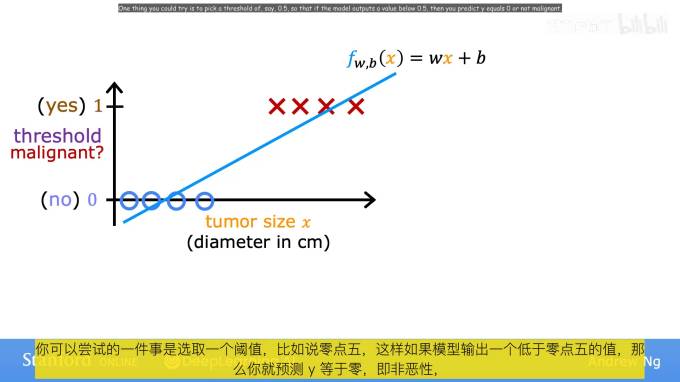 One thing you could try is to pick a threshold of, say, 0.5, so that if the model outputs a value below 0.5, then you predict y equals 0 or not malignant
bilibili
f_{w,b}(x) = wx + b
(yes) 1
threshold
malignant?
(no) 0
tumor size x
(diameter in cm)
Stanford ONLINE
DeepLearning
Andrew Ng
你可以尝试的一件事是选取一个阈值，比如说零点五，这样如果模型输出一个低于零点五的值，那
么你就预测 y 等于零，即非恶性，